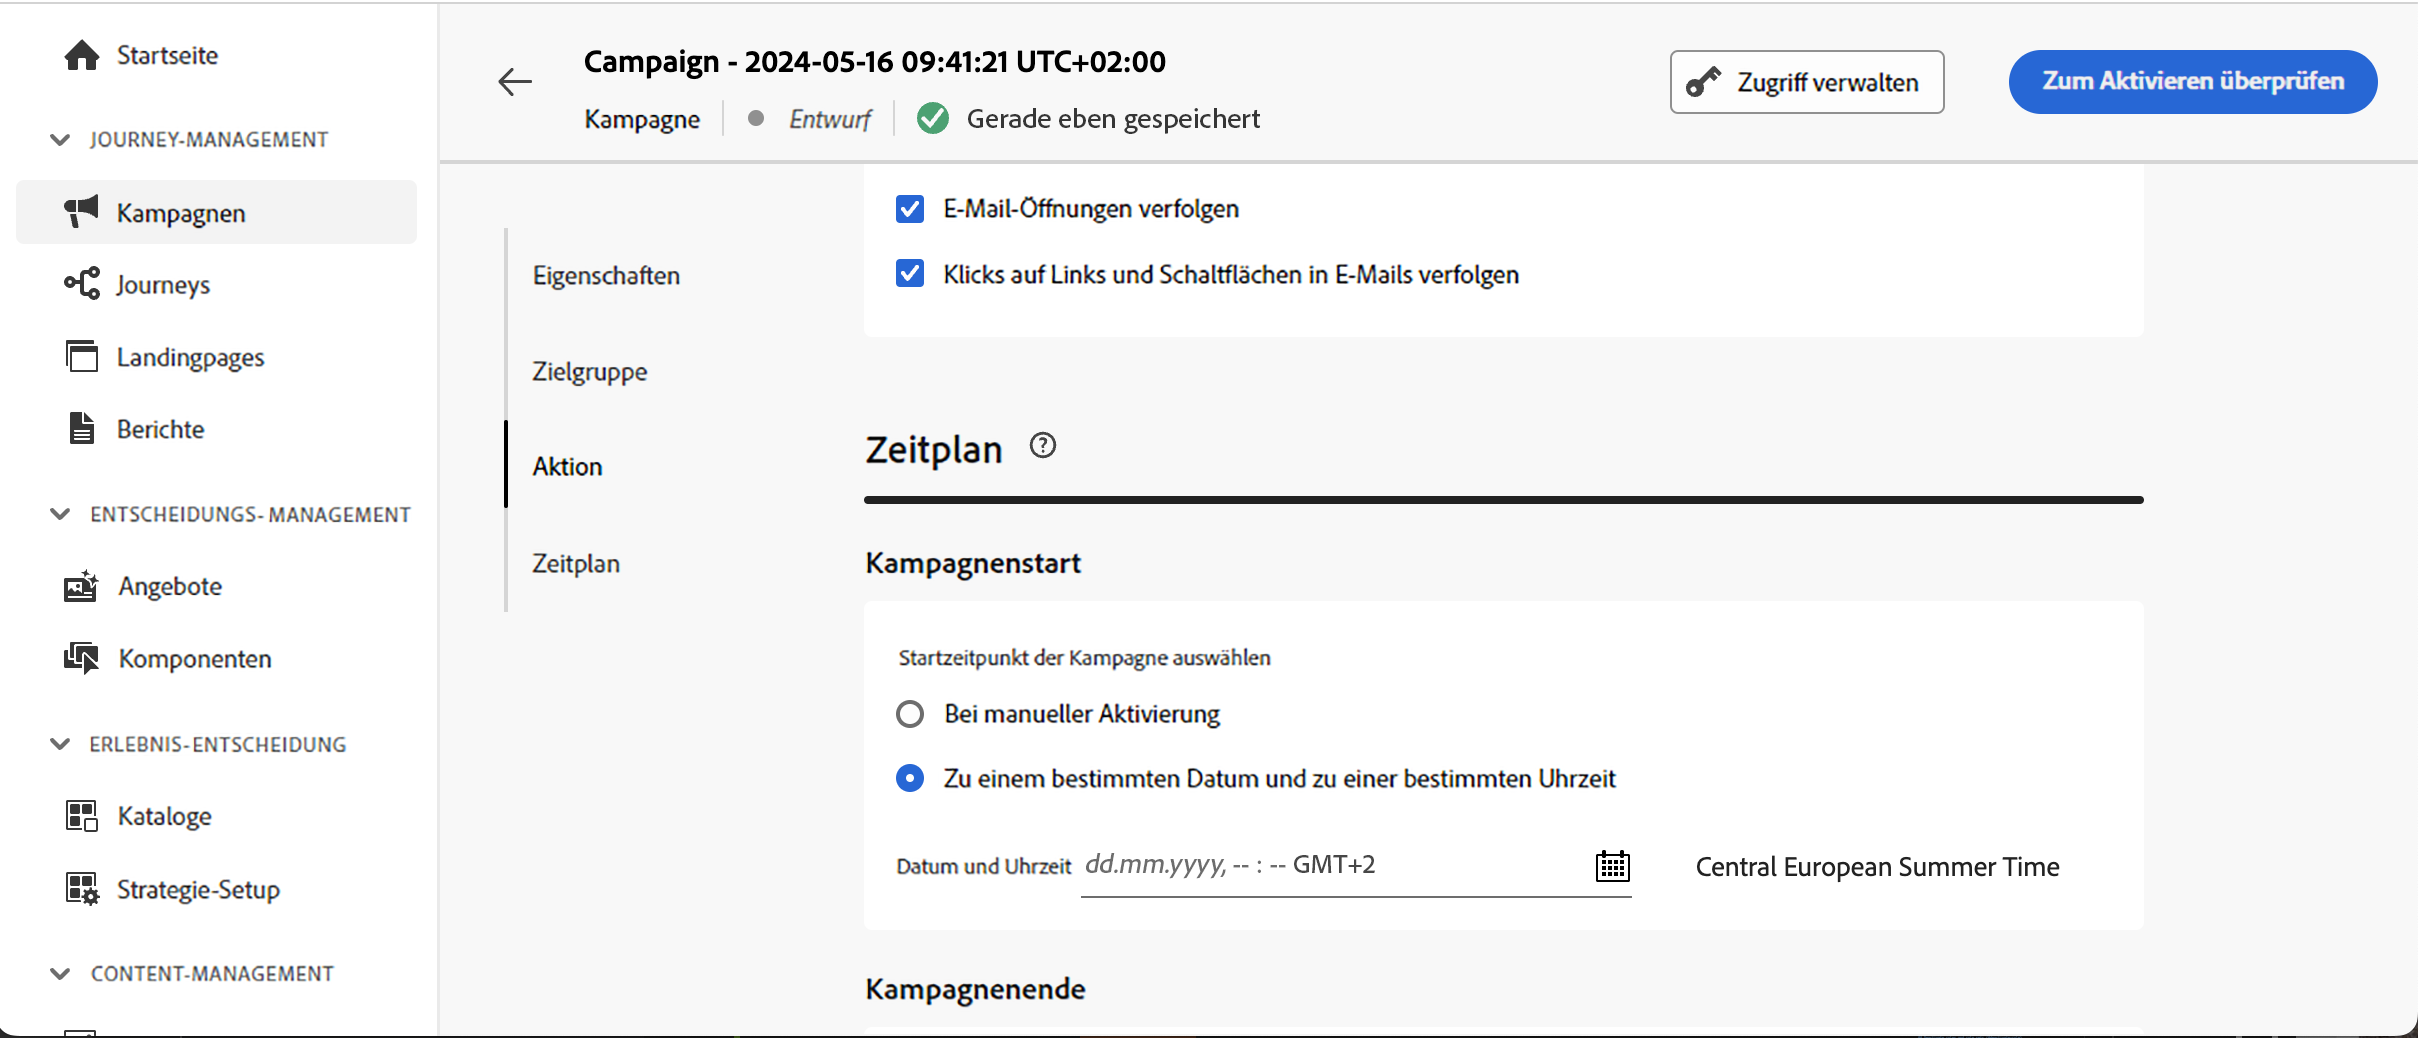 Startseite
JOURNEY-MANAGEMENT
Kampagnen
Journeys
Landingpages
Berichte
ENTSCHEIDUNGS- MANAGEMENT
Angebote
Komponenten
ERLEBNIS-ENTSCHEIDUNG
Kataloge
Strategie-Setup
CONTENT-MANAGEMENT
Campaign - 2024-05-16 09:41:21 UTC+02:00
Kampagne Entwurf Gerade eben gespeichert
Zugriff verwalten
Zum Aktivieren überprüfen
Eigenschaften
Zielgruppe
Aktion
Zeitplan
E-Mail-Öffnungen verfolgen
Klicks auf Links und Schaltflächen in E-Mails verfolgen
Zeitplan
Kampagnenstart
Startzeitpunkt der Kampagne auswählen
Bei manueller Aktivierung
Zu einem bestimmten Datum und zu einer bestimmten Uhrzeit
Datum und Uhrzeit dd.mm.yyyy, -- : -- GMT+2 Central European Summer Time
Kampagnenende